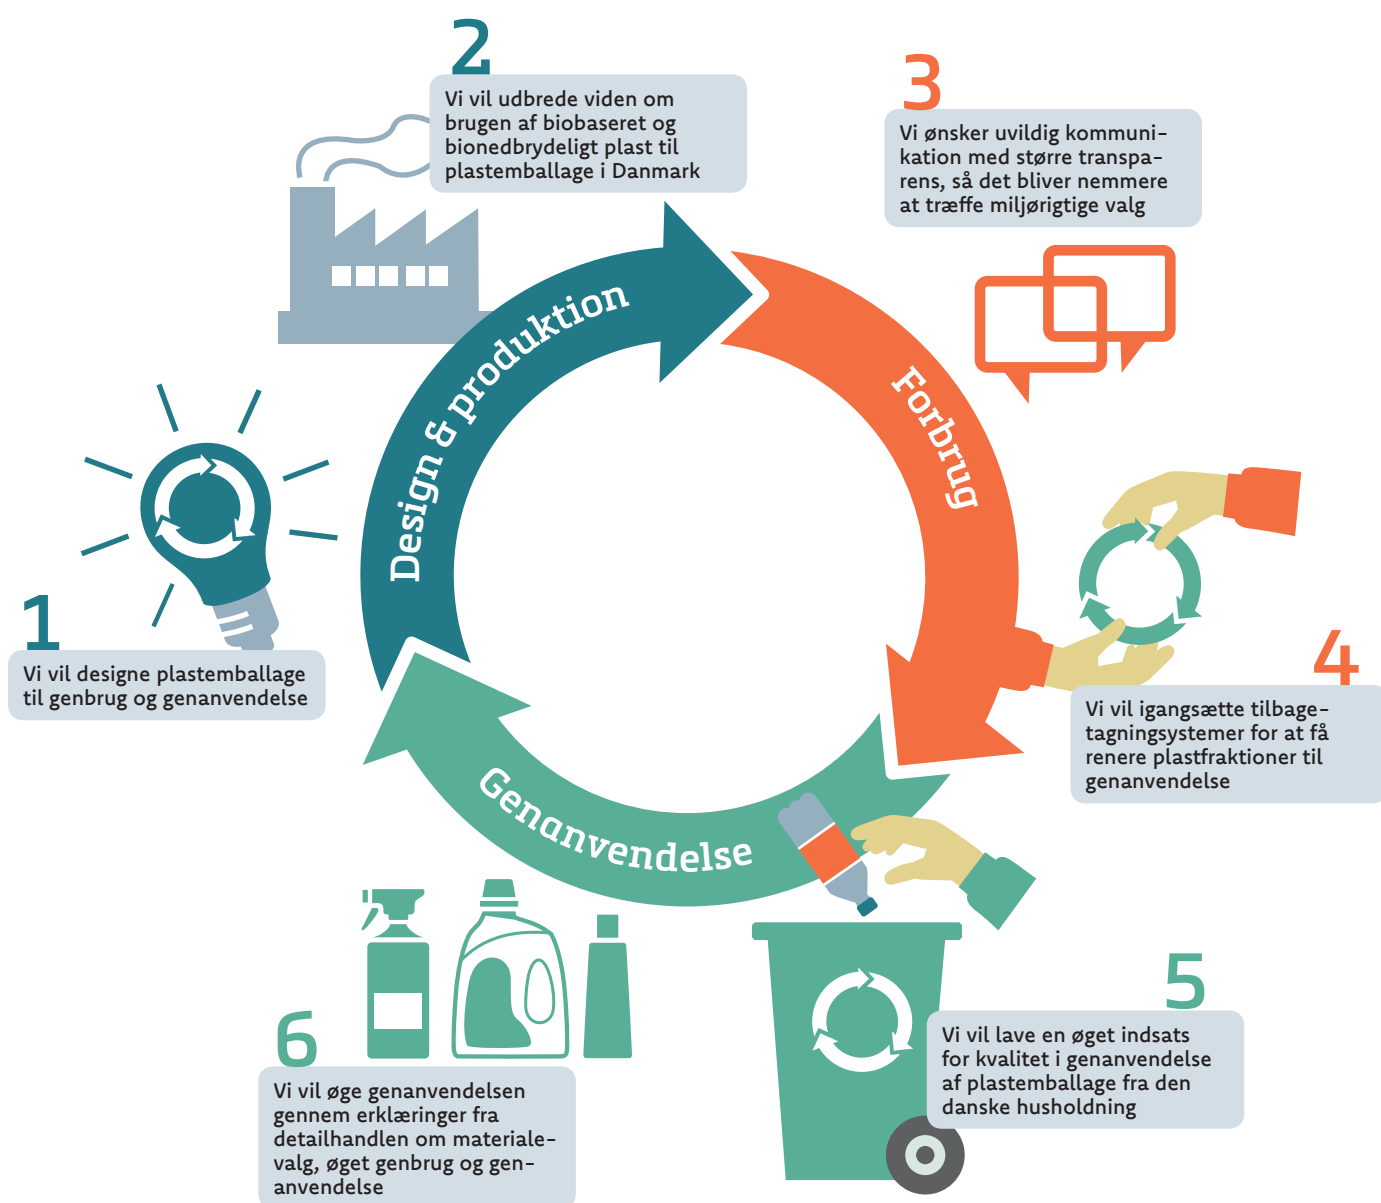 1
Vi vil designe plastemballage
til genbrug og genanvendelse
2
Vi vil udbrede viden om
brugen af biobaseret og
bionedbrydeligt plast til
plastemballage i Danmark
Design & produktion
3
Vi ønsker uvildig kommuni-
kation med større transpa-
rens, så det bliver nemmere
at træffe miljørigtige valg
Forbrug
4
Vi vil igangsætte tilbage-
tagningsystemer for at få
renere plastfraktioner til
genanvendelse
Genanvendelse
5
Vi vil lave en øget indsats
for kvalitet i genanvendelse
af plastemballage fra den
danske husholdning
6
Vi vil øge genanvendelsen
gennem erklæringer fra
detailhandlen om materiale-
valg, øget genbrug og gen-
anvendelse